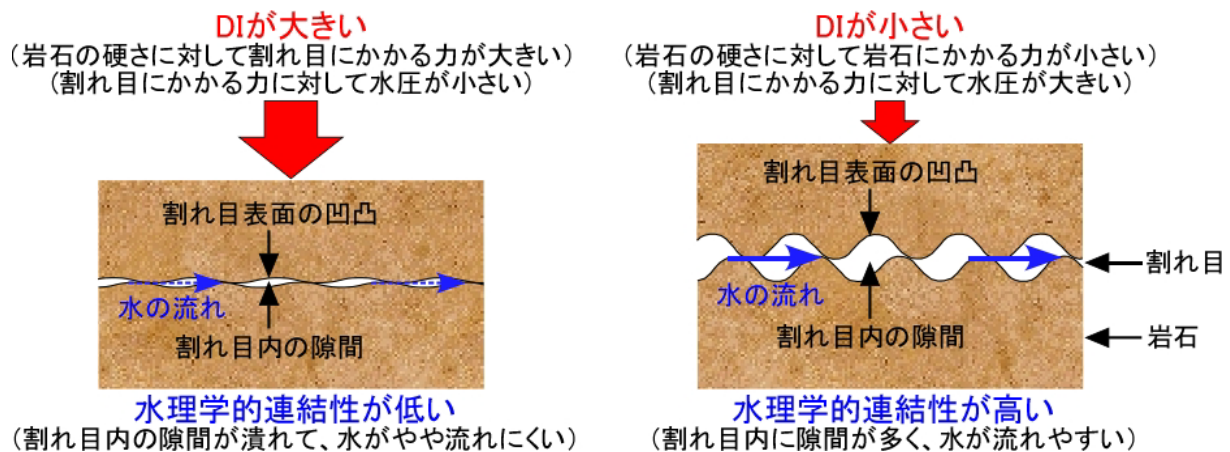 DIが大きい
(岩石の硬さに対して割れ目にかかる力が大きい)
(割れ目にかかる力に対して水圧が小さい)
割れ目表面の凹凸
水の流れ
割れ目内の隙間
水理学的連結性が低い
(割れ目内の隙間が潰れて、水がやや流れにくい)
DIが小さい
(岩石の硬さに対して岩石にかかる力が小さい)
(割れ目にかかる力に対して水圧が大きい)
割れ目表面の凹凸
割れ目
水の流れ
割れ目内の隙間
岩石
水理学的連結性が高い
(割れ目内に隙間が多く、水が流れやすい)